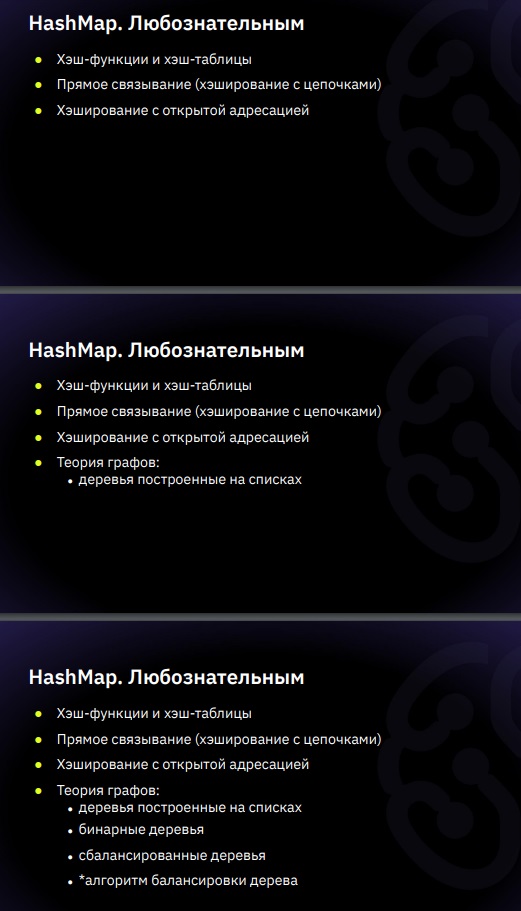 HashMap. Любознательным
Хэш-функции и хэш-таблицы
Прямое связывание (хэширование с цепочками)
Хэширование с открытой адресацией
HashMap. Любознательным
Хэш-функции и хэш-таблицы
Прямое связывание (хэширование с цепочками)
Хэширование с открытой адресацией
Теория графов:
деревья построенные на списках
HashMap. Любознательным
Хэш-функции и хэш-таблицы
Прямое связывание (хэширование с цепочками)
Хэширование с открытой адресацией
Теория графов:
деревья построенные на списках
бинарные деревья
сбалансированные деревья
*алгоритм балансировки дерева